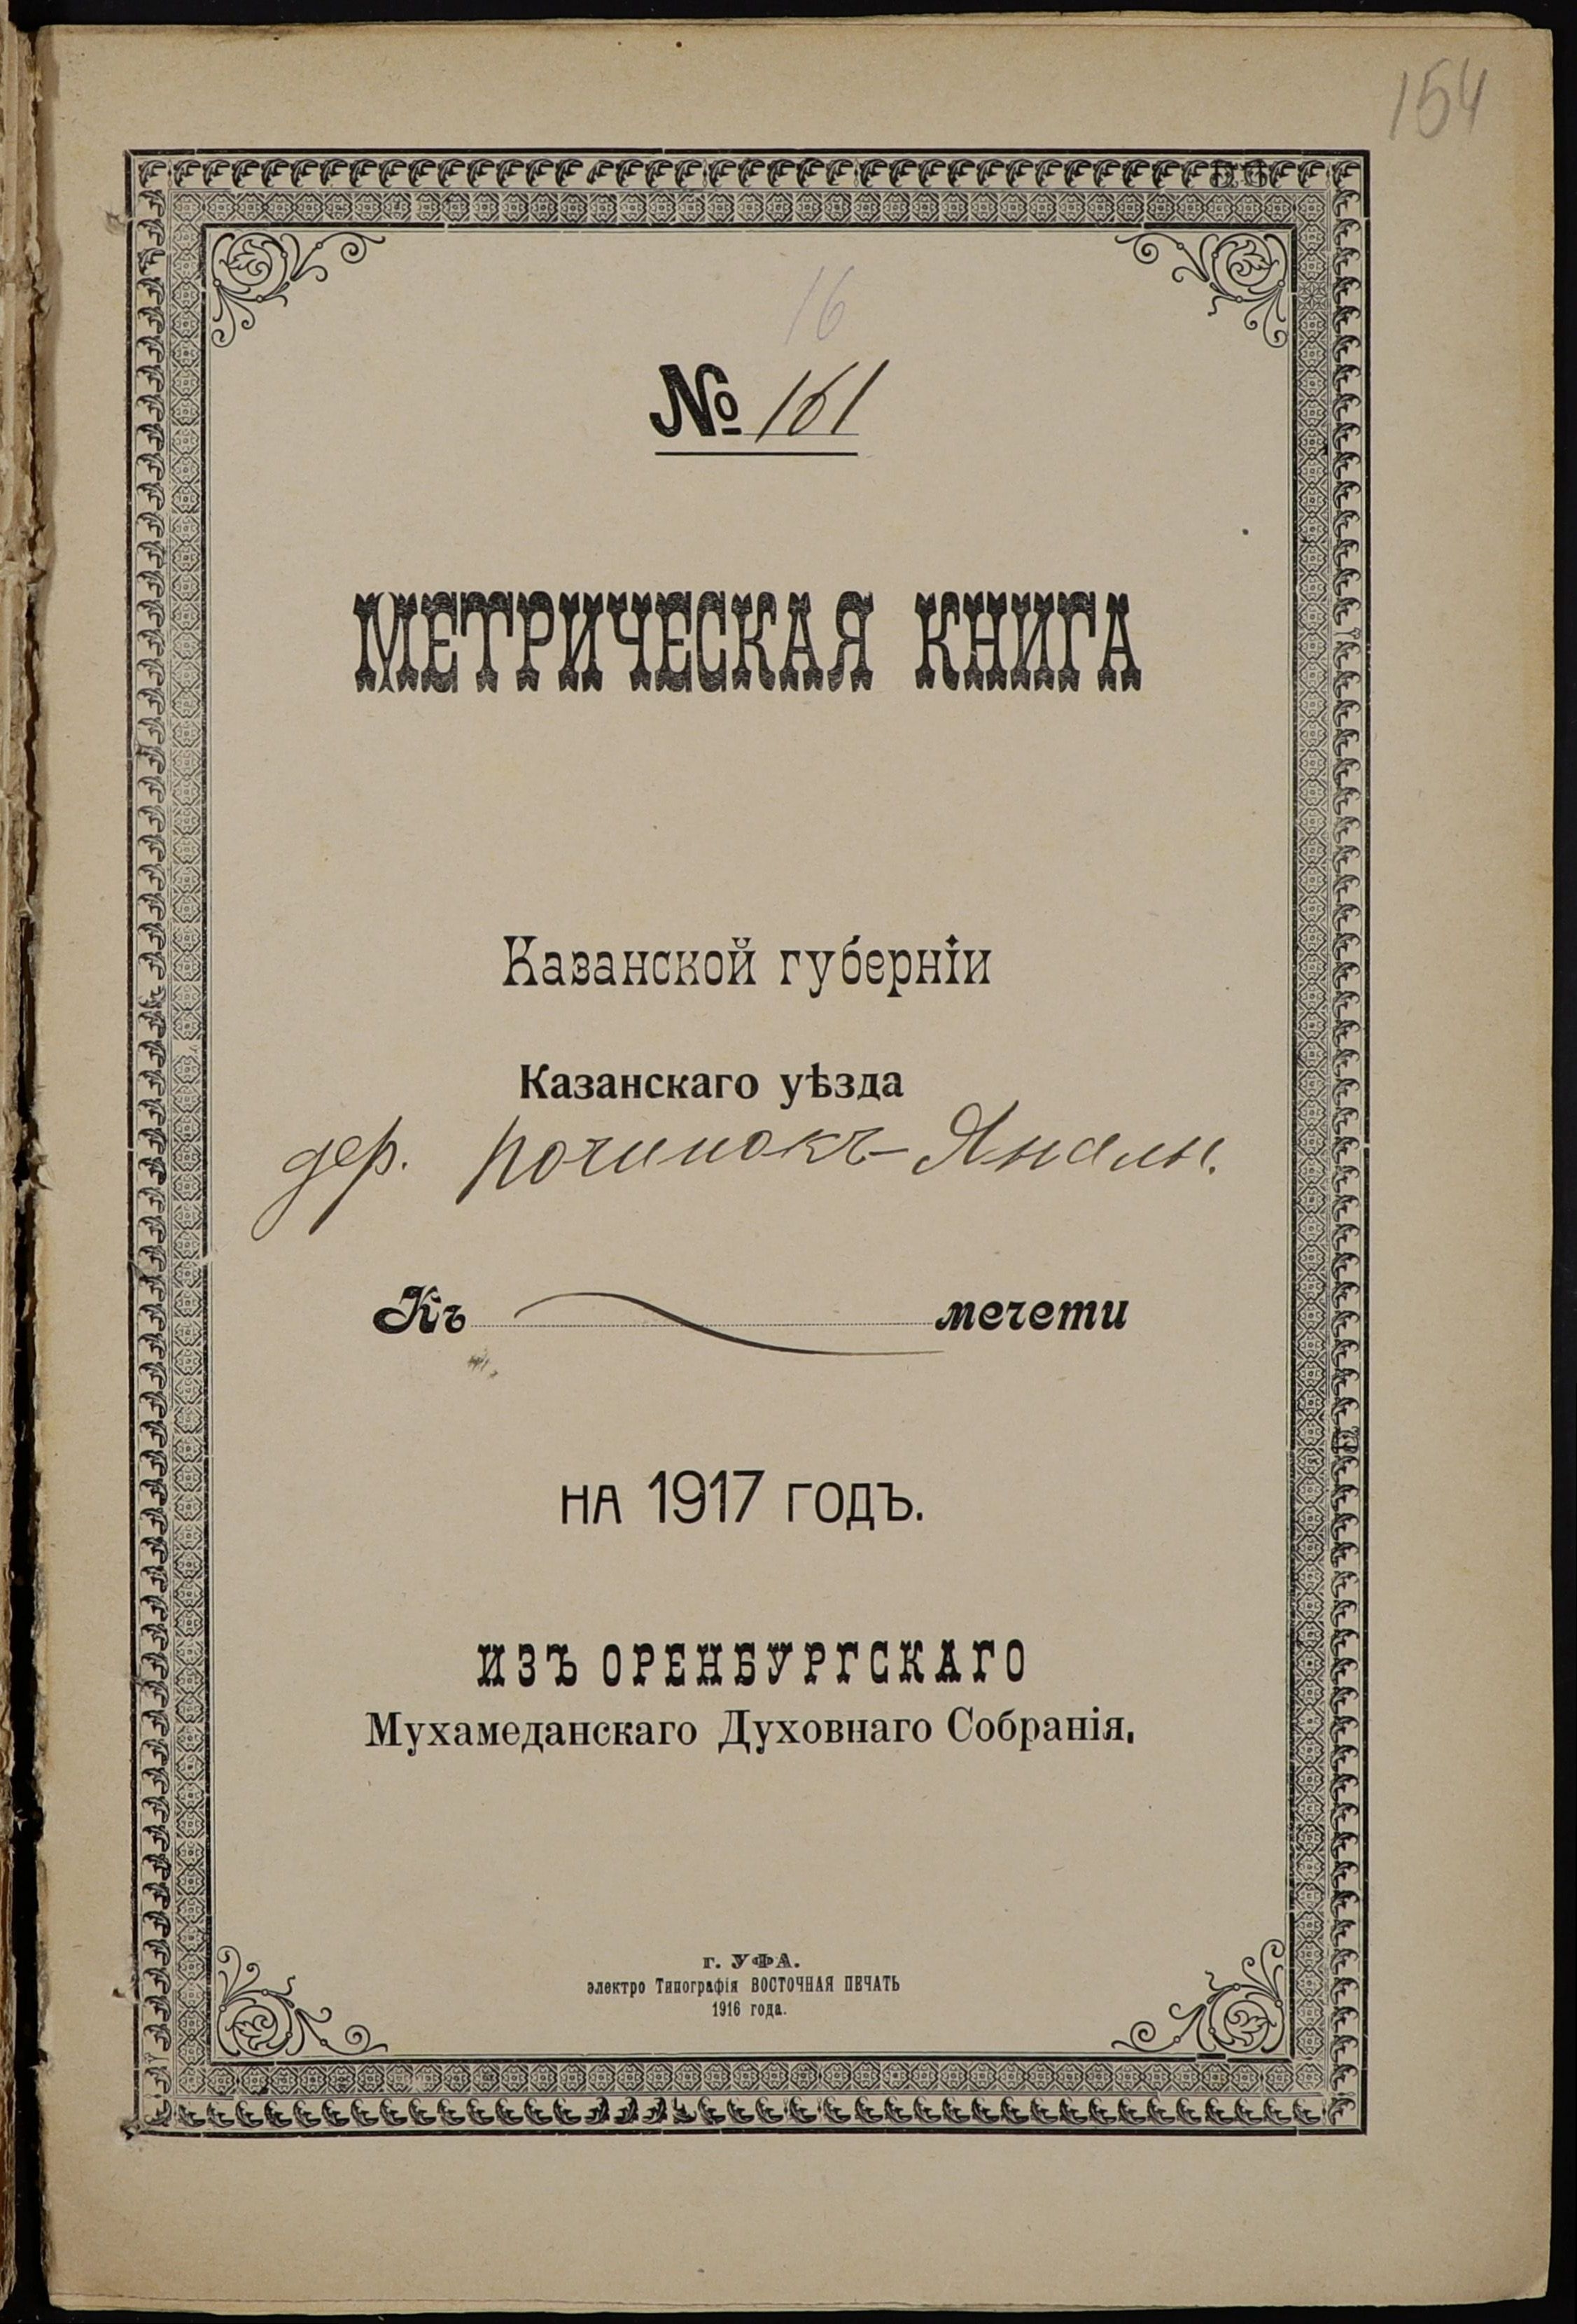 154
16
№ 161
МЕТРИЧЕСКАЯ КНИГА
Казанской губерніи
Казанскаго уѣзда
дер. Починокъ-Янасы.
Къ мечети
на 1917 годъ.
ИЗЪ ОРЕНБУРГСКАГО
Мухамеданскаго Духовнаго Собранія.
г. УФА.
электро Типографія ВОСТОЧНАЯ ПЕЧАТЬ
1916 года.